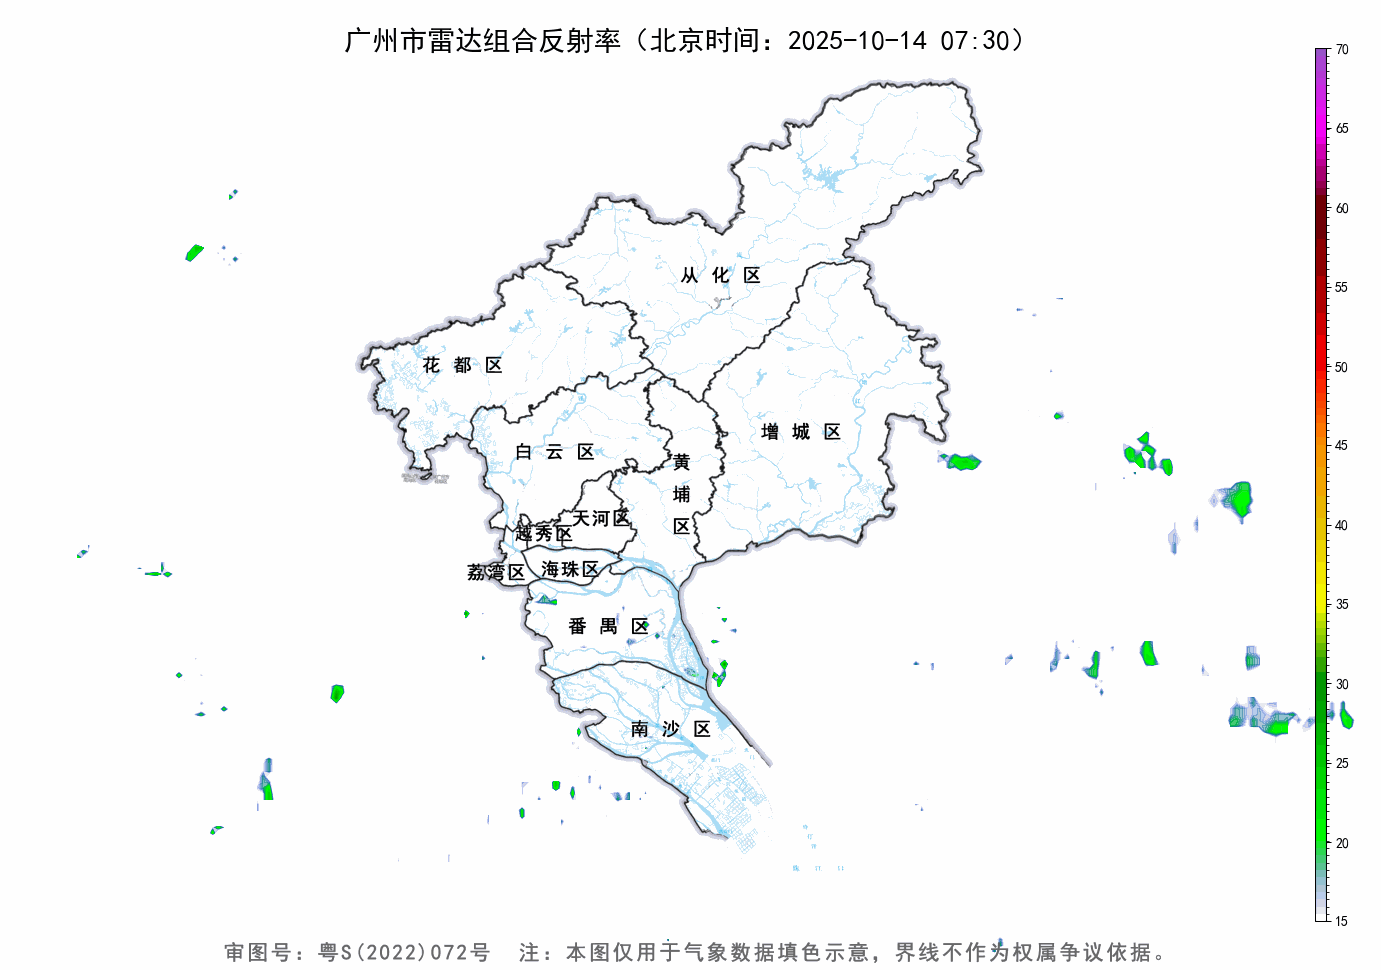 广州市雷达组合反射率（北京时间：2025-10-14 07:30）
70
65
60
55
50
45
40
35
30
25
20
15
从化区
花都区
增城区
白云区
黄埔区
天河区
越秀区
荔湾区
海珠区
番禺区
南沙区
珠江口
审图号：粤S(2022)072号 注：本图仅用于气象数据填色示意，界线不作为权属争议依据。